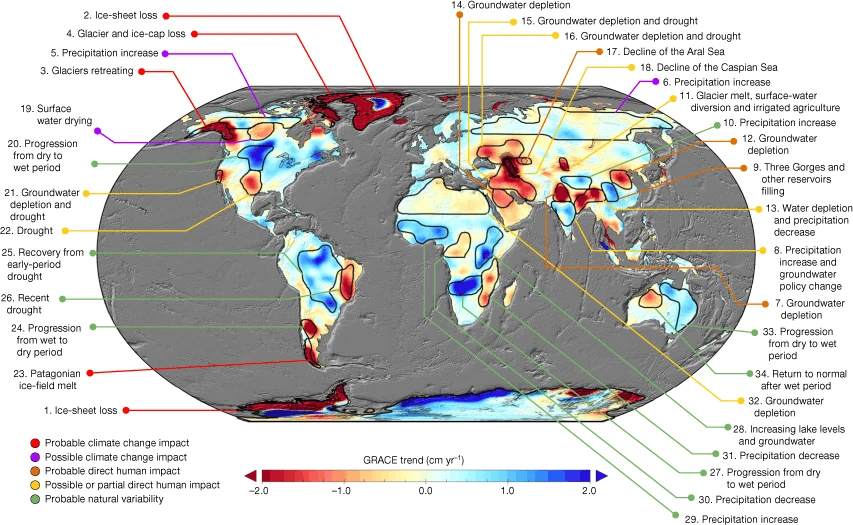 14. Groundwater depletion
2. Ice-sheet loss
15. Groundwater depletion and drought
4. Glacier and ice-cap loss
16. Groundwater depletion and drought
5. Precipitation increase
17. Decline of the Aral Sea
18. Decline of the Caspian Sea
3. Glaciers retreating
6. Precipitation increase
11. Glacier melt, surface-water
diversion and irrigated agriculture
19. Surface
water drying
10. Precipitation increase
20. Progression
from dry to
wet period
12. Groundwater
depletion
9. Three Gorges and
other reservoirs
filling
21. Groundwater
depletion and
drought
13. Water depletion
and precipitation
decrease
22. Drought
25. Recovery from
early-period
drought
8. Precipitation
increase and
groundwater
policy change
26. Recent
drought
7. Groundwater
depletion
24. Progression
from wet to
dry period
33. Progression
from dry to wet
period
23. Patagonian
ice-field melt
34. Return to normal
after wet period
1. Ice-sheet loss
32. Groundwater
depletion
28. Increasing lake levels
and groundwater
31. Precipitation decrease
27. Progression from dry
to wet period
30. Precipitation decrease
29. Precipitation increase
Probable climate change impact
Possible climate change impact
Probable direct human impact
Possible or partial direct human impact
Probable natural variability
GRACE trend (cm yr⁻¹)
−2.0 −1.0 0.0 1.0 2.0